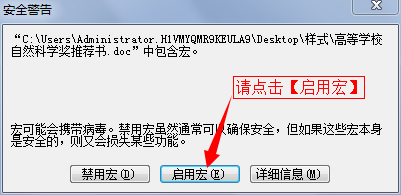 安全警告
“C:\Users\Administrator.H1VMYQMR9KEULA9\Desktop\样式\高等学校
自然科学奖推荐书.doc”中包含宏。
请点击【启用宏】
宏可能会携带病毒。禁用宏虽然通常可以确保安全，但如果这些宏本身
是安全的，则又会损失某些功能。
禁用宏(D) 启用宏(E) 详细信息(M)